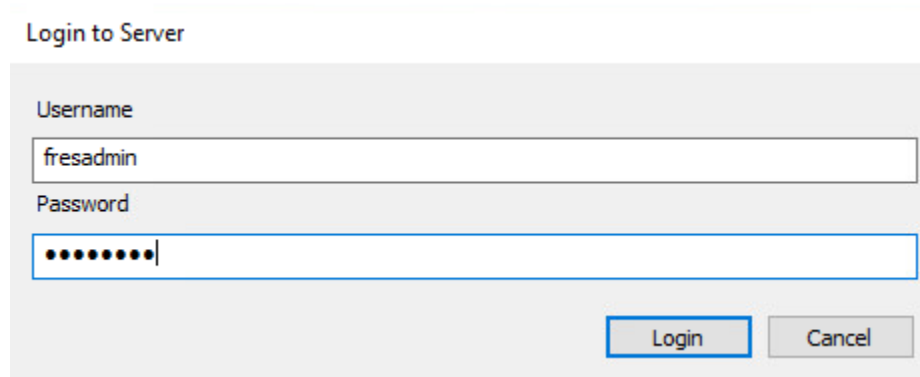 Login to Server
Username
fresadmin
Password
••••••••
Login Cancel